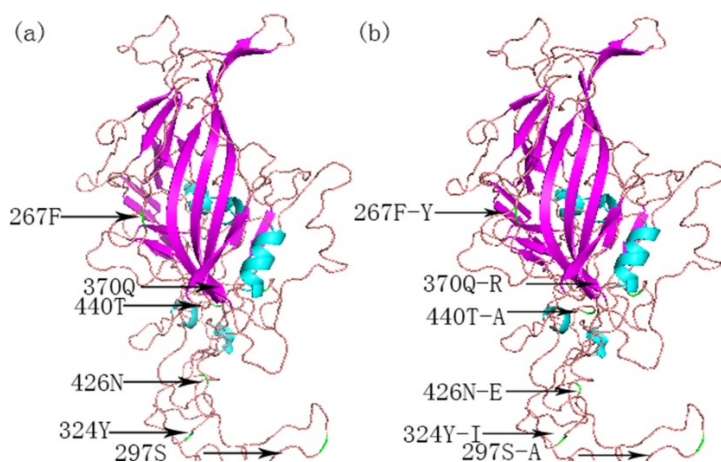 (a)
267F
370Q
440T
426N
324Y
297S
(b)
267F-Y
370Q-R
440T-A
426N-E
324Y-I
297S-A